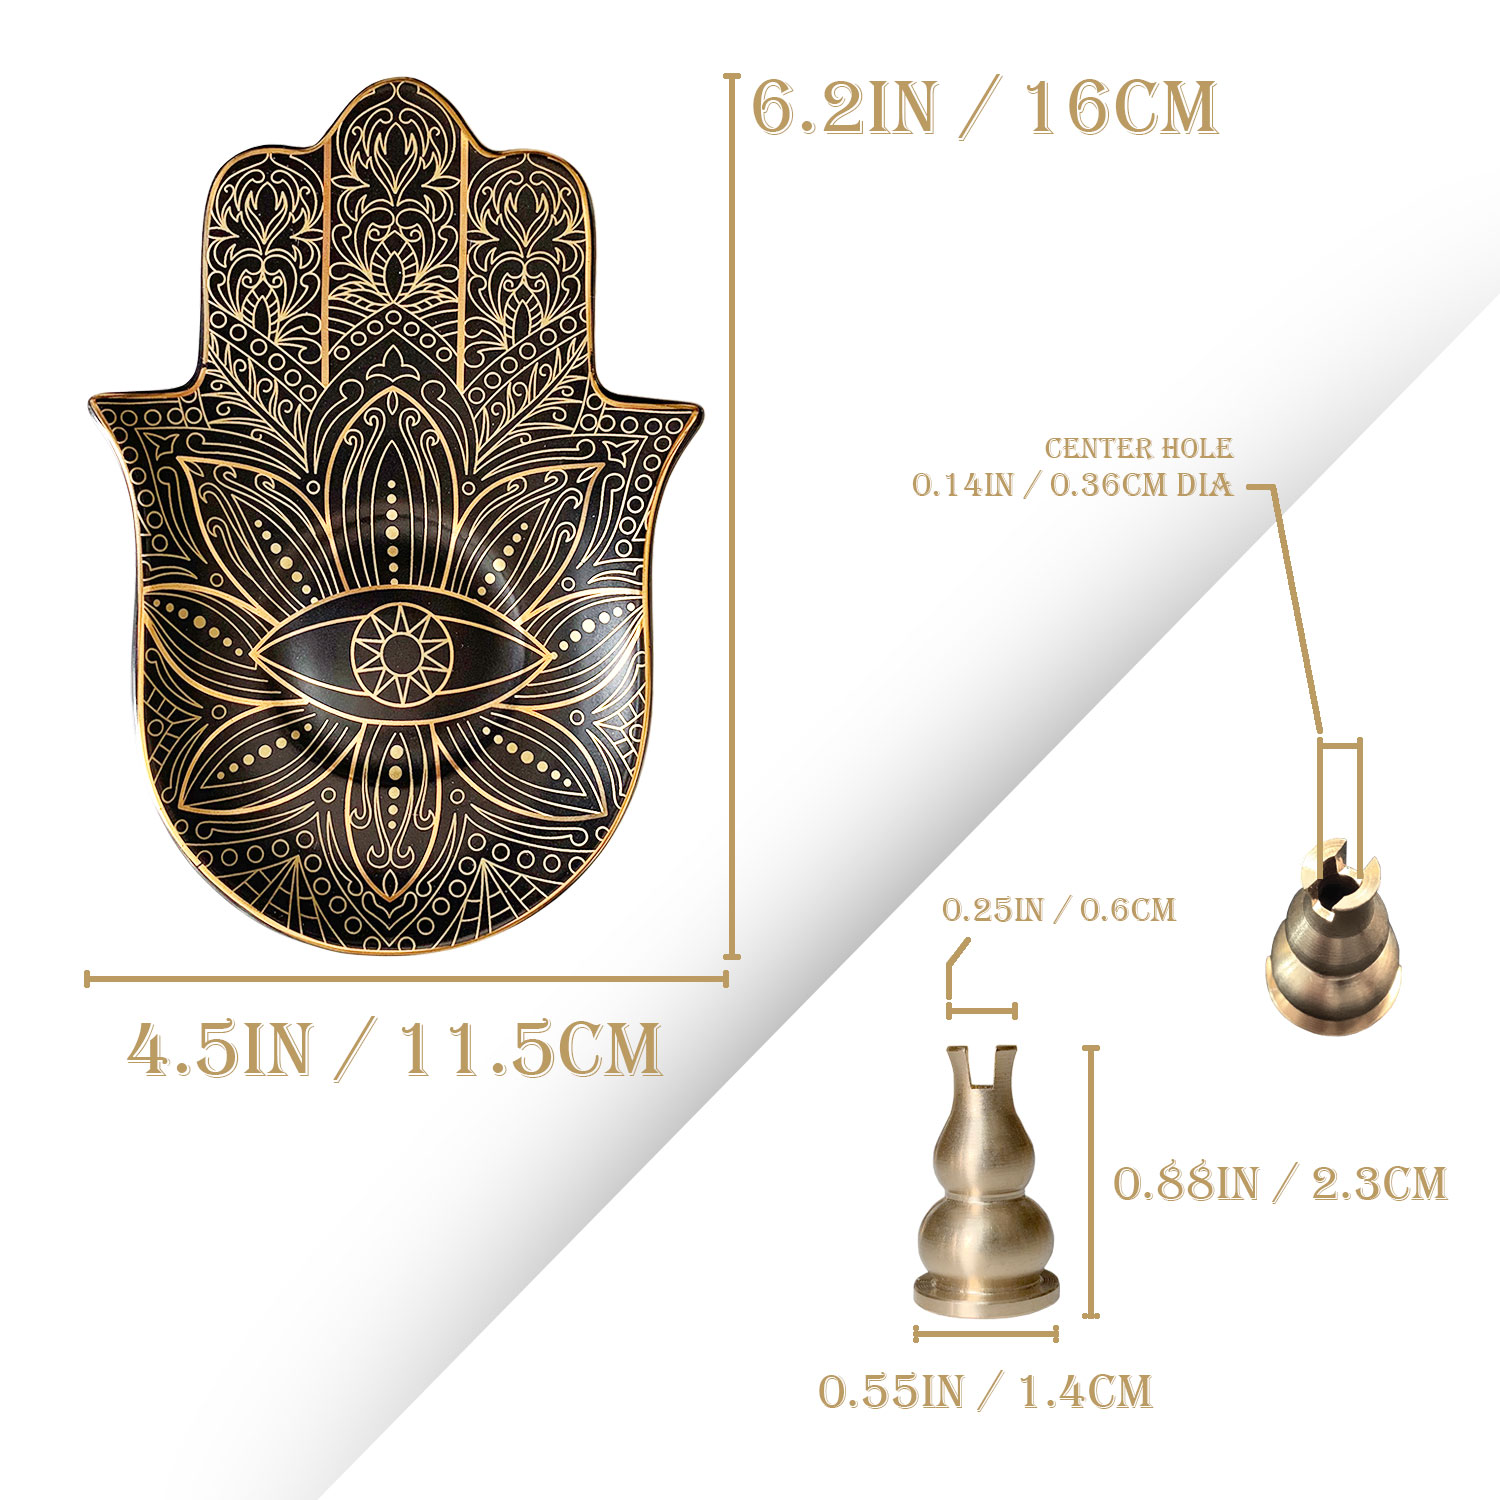 6.2IN / 16CM
CENTER HOLE
0.14IN / 0.36CM DIA
0.25IN / 0.6CM
4.5IN / 11.5CM
0.88IN / 2.3CM
0.55IN / 1.4CM